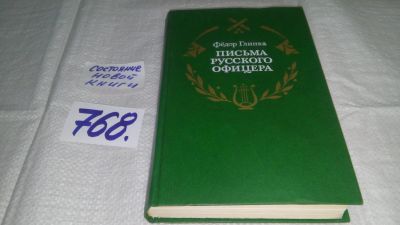 состояние
новой
книги
768.
Фёдор Глинка
ПИСЬМА
РУССКОГО
ОФИЦЕРА